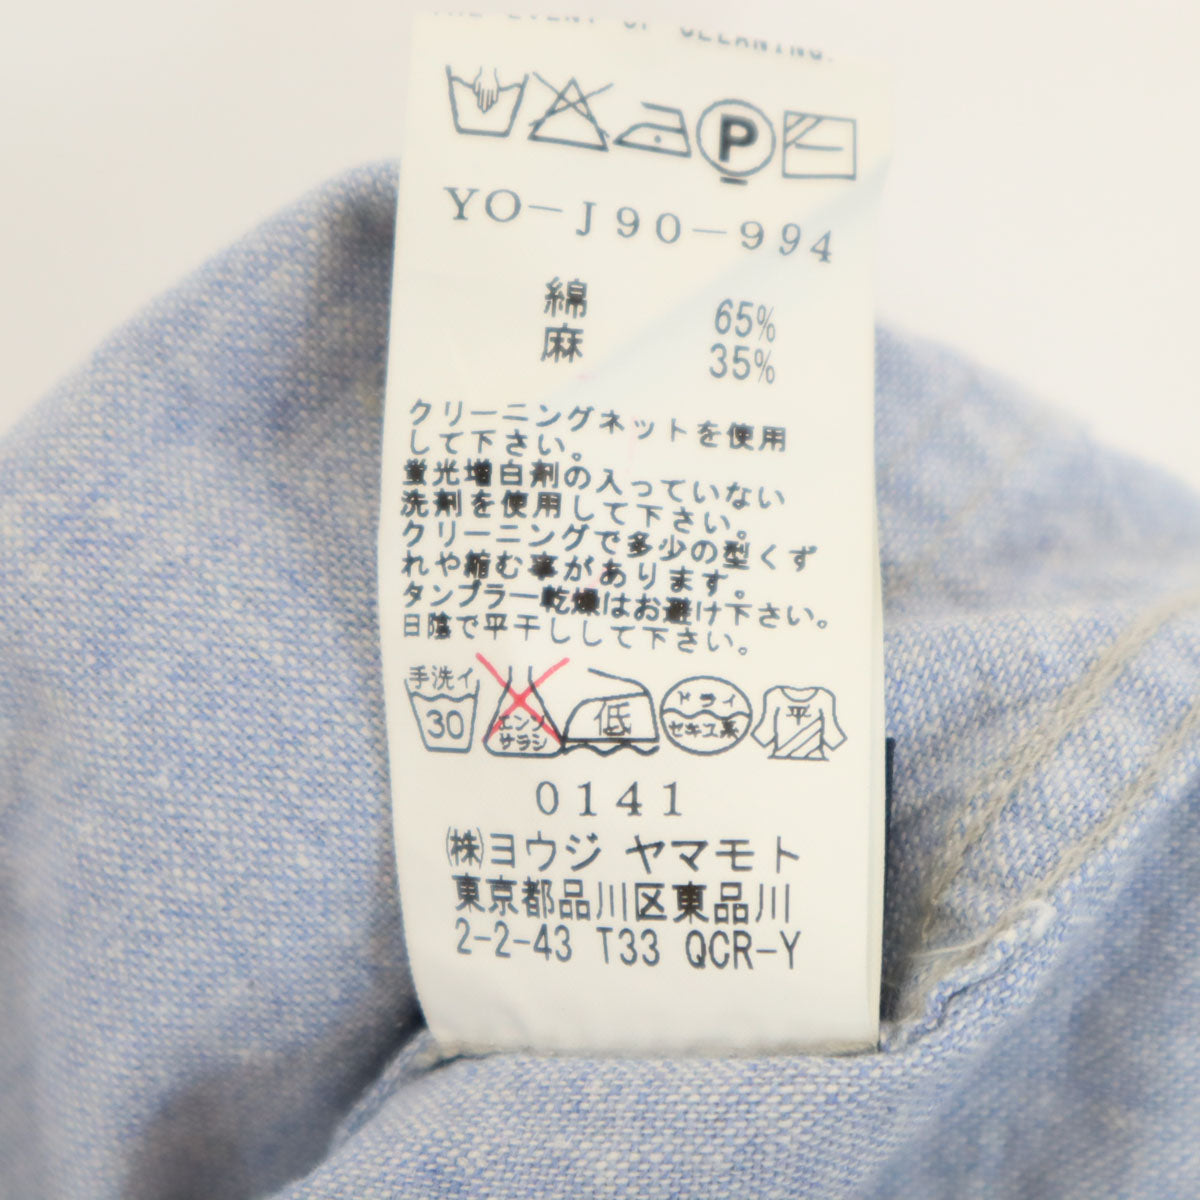 THE EVENT OF CLEANING.
P
YO-J90-994
綿 65%
麻 35%
クリーニングネットを使用
して下さい。
蛍光増白剤の入っていない
洗剤を使用して下さい。
クリーニングで多少の型くず
れや縮む事があります。
タンブラー乾燥はお避け下さい。
日陰で平干しして下さい。
手洗イ 30 エンソサラシ 低 ドライ セキユ系 平
0141
㈱ヨウジ ヤマモト
東京都品川区東品川
2-2-43 T33 QCR-Y